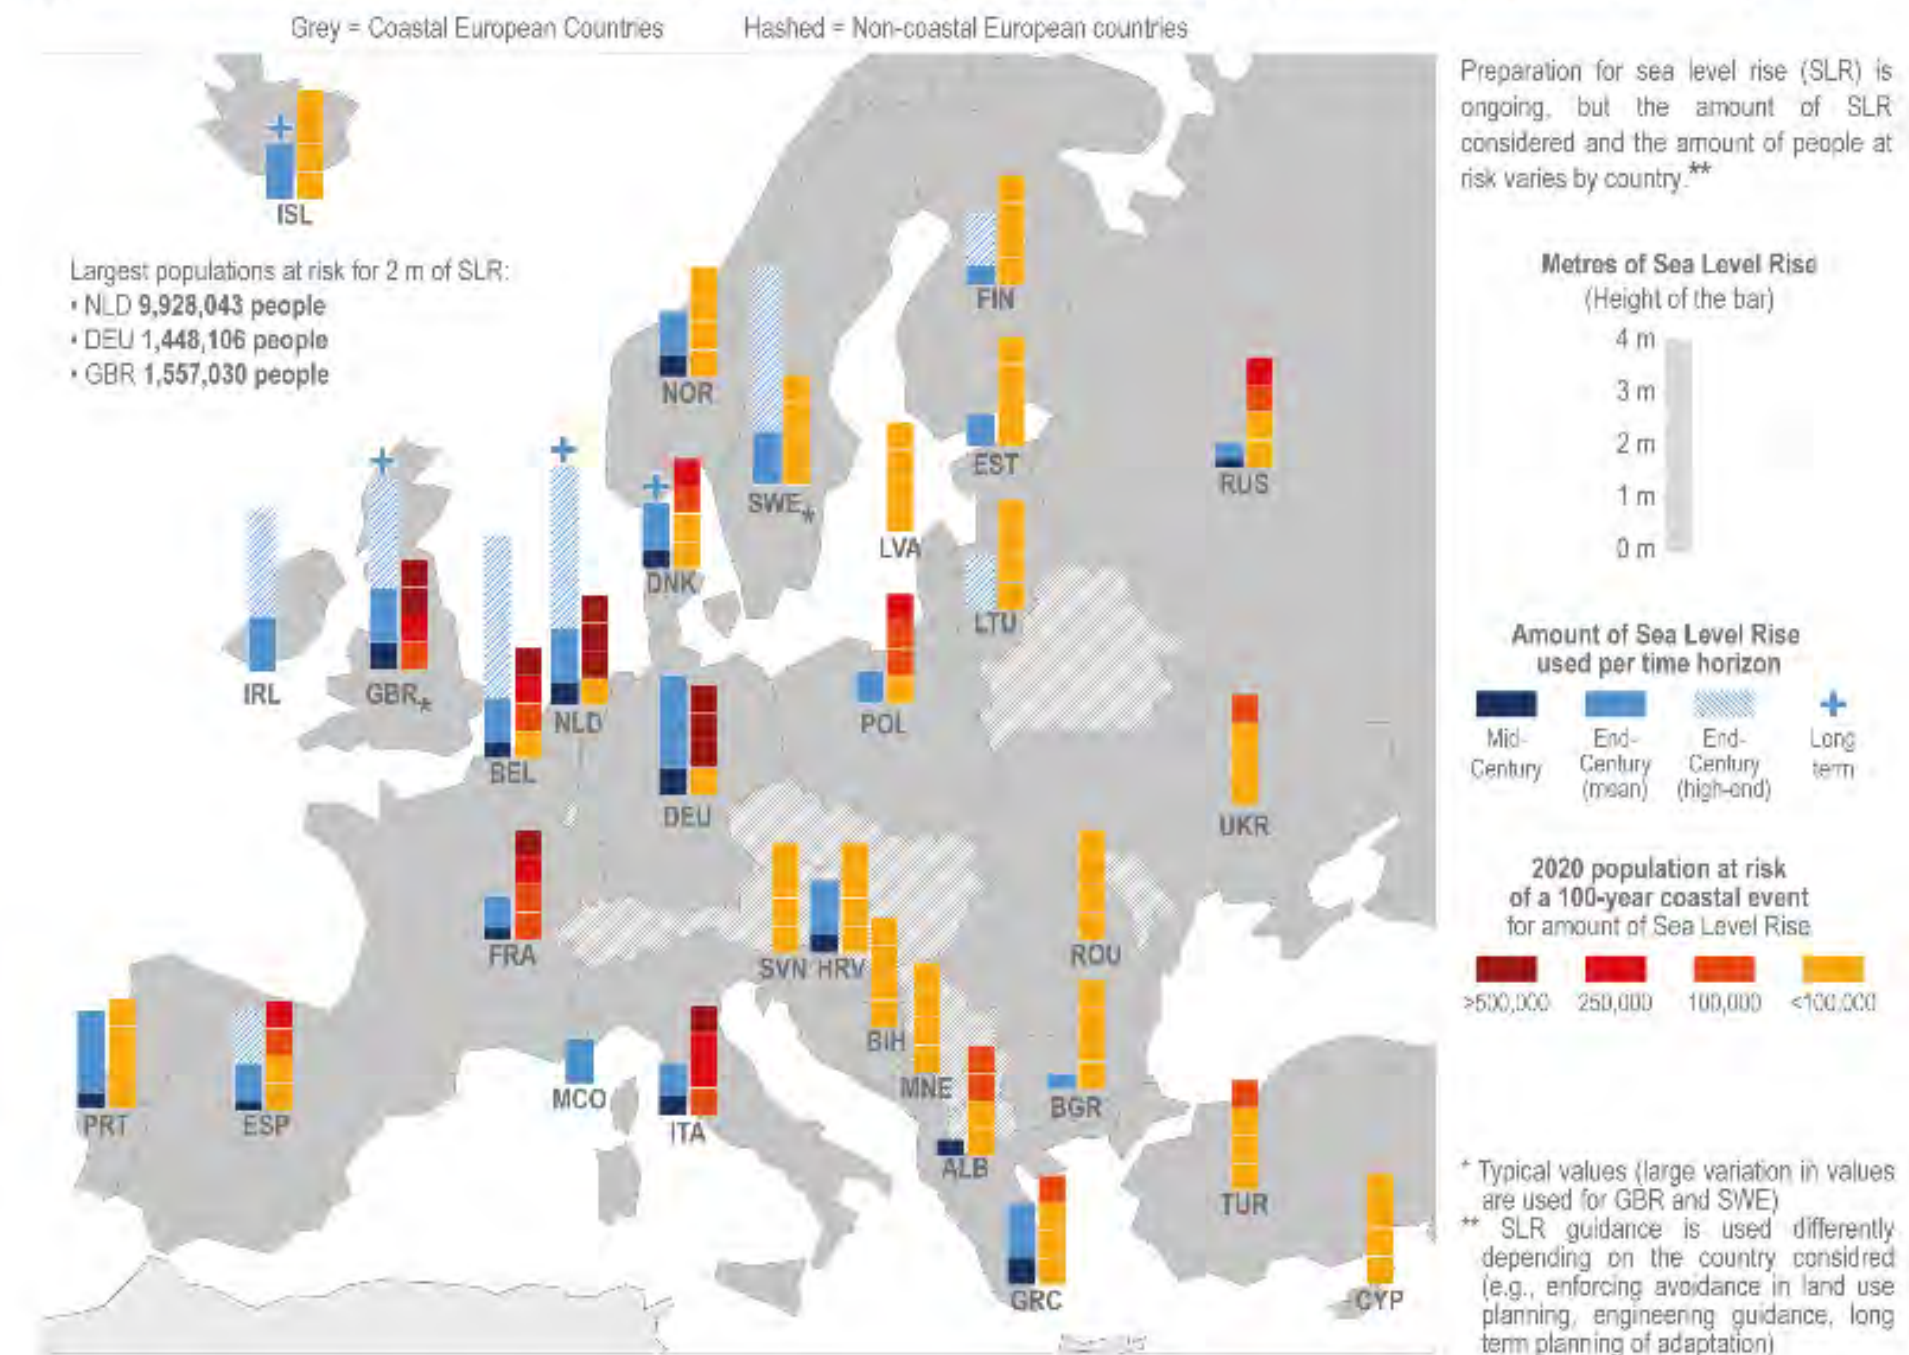 Grey = Coastal European Countries
Hashed = Non-coastal European countries
Preparation for sea level rise (SLR) is
ongoing, but the amount of SLR
considered and the amount of people at
risk varies by country.**
ISL
Largest populations at risk for 2 m of SLR:
• NLD 9,928,043 people
• DEU 1,448,106 people
• GBR 1,557,030 people
FIN
NOR
SWE*
EST
RUS
LVA
DNK
LTU
IRL
GBR*
BEL
NLD
POL
DEU
UKR
FRA
SVN
HRV
ROU
BIH
MNE
BGR
PRT
ESP
MCO
ITA
ALB
TUR
GRC
CYP
Metres of Sea Level Rise
(Height of the bar)
4 m
3 m
2 m
1 m
0 m
Amount of Sea Level Rise
used per time horizon
Mid-
Century
End-
Century
(mean)
End-
Century
(high-end)
Long
term
2020 population at risk
of a 100-year coastal event
for amount of Sea Level Rise
>500,000
250,000
100,000
<100,000
* Typical values (large variation in values
are used for GBR and SWE)
** SLR guidance is used differently
depending on the country considred
(e.g., enforcing avoidance in land use
planning, engineering guidance, long
term planning of adaptation)